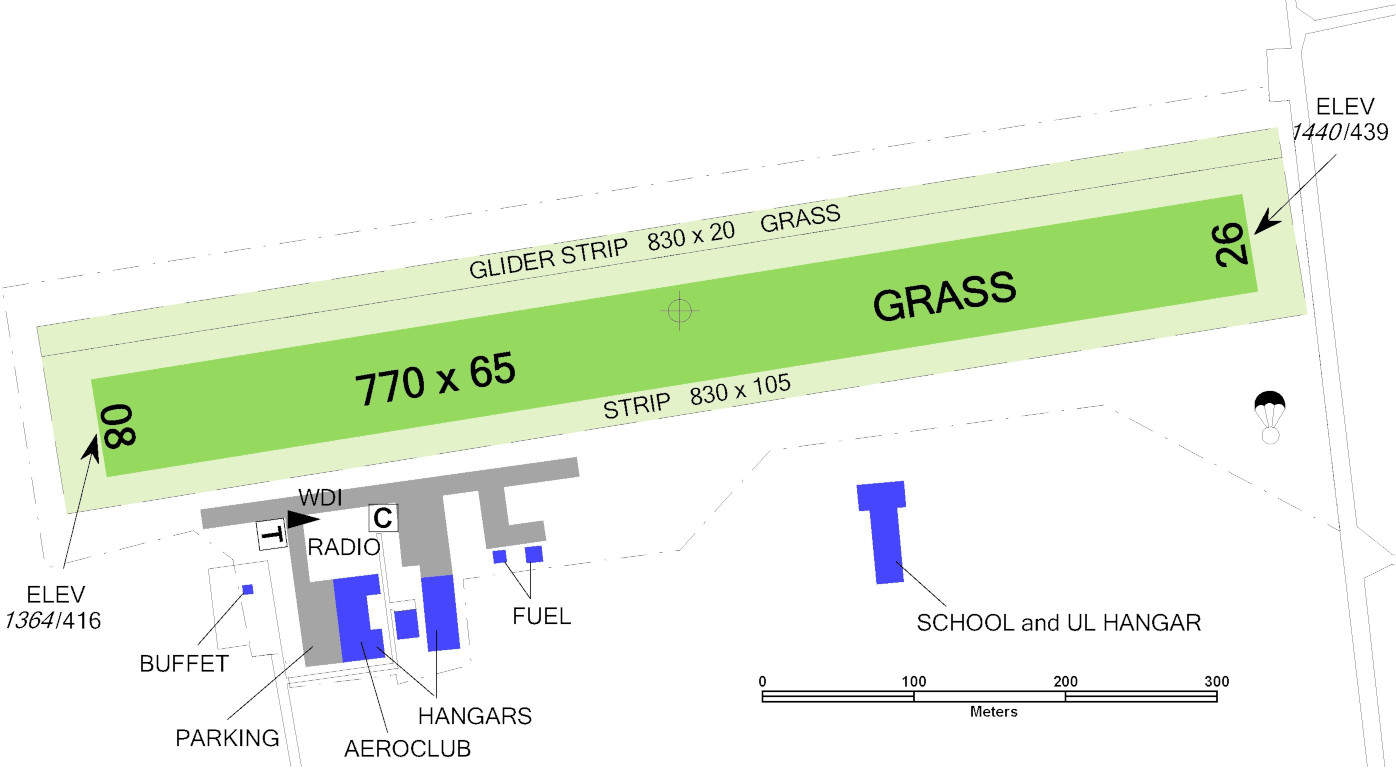 ELEV
1440/439
GLIDER STRIP 830 x 20 GRASS
26
GRASS
770 x 65
STRIP 830 x 105
08
WDI
C
T
RADIO
ELEV
1364/416
FUEL
SCHOOL and UL HANGAR
BUFFET
0 100 200 300
Meters
HANGARS
PARKING
AEROCLUB